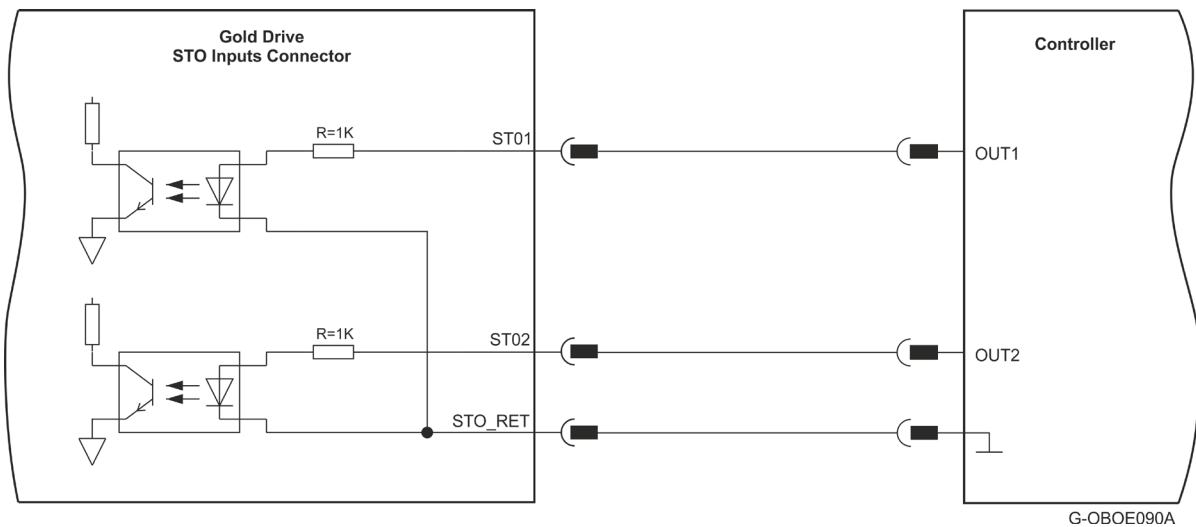 Gold Drive
STO Inputs Connector
Controller
R=1K
ST01
OUT1
R=1K
ST02
OUT2
STO_RET
G-OBOE090A